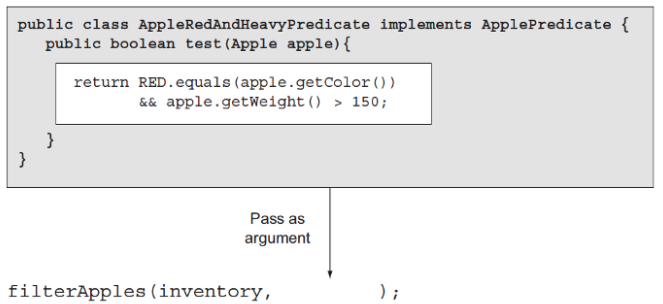 public class AppleRedAndHeavyPredicate implements ApplePredicate {
public boolean test(Apple apple){
return RED.equals(apple.getColor())
&& apple.getWeight() > 150;
}
}
Pass as
argument
filterApples(inventory, );